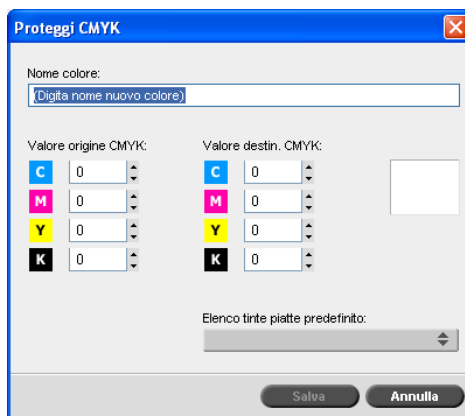 Proteggi CMYK
Nome colore:
(Digita nome nuovo colore)
Valore origine CMYK: Valore destin. CMYK:
C 0 C 0
M 0 M 0
Y 0 Y 0
K 0 K 0
Elenco tinte piatte predefinito:
Salva Annulla